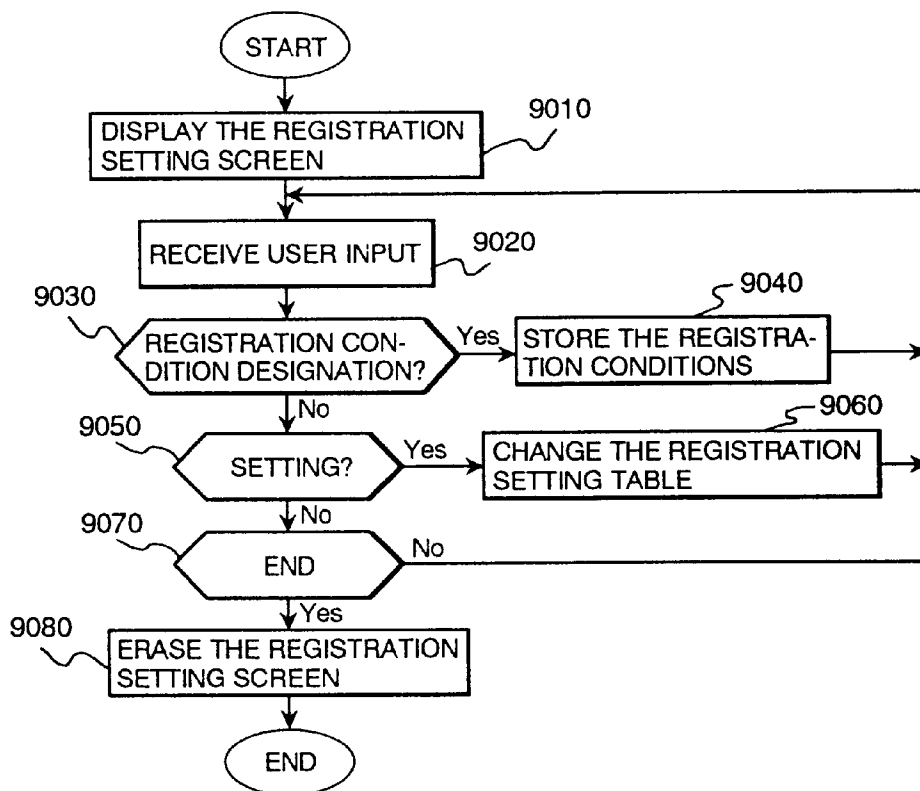 START
9010
DISPLAY THE REGISTRATION
SETTING SCREEN
RECEIVE USER INPUT
9020
9030
REGISTRATION CON-
DITION DESIGNATION?
Yes
9040
STORE THE REGISTRA-
TION CONDITIONS
No
9050
SETTING?
Yes
9060
CHANGE THE REGISTRATION
SETTING TABLE
No
9070
END
No
Yes
9080
ERASE THE REGISTRATION
SETTING SCREEN
END